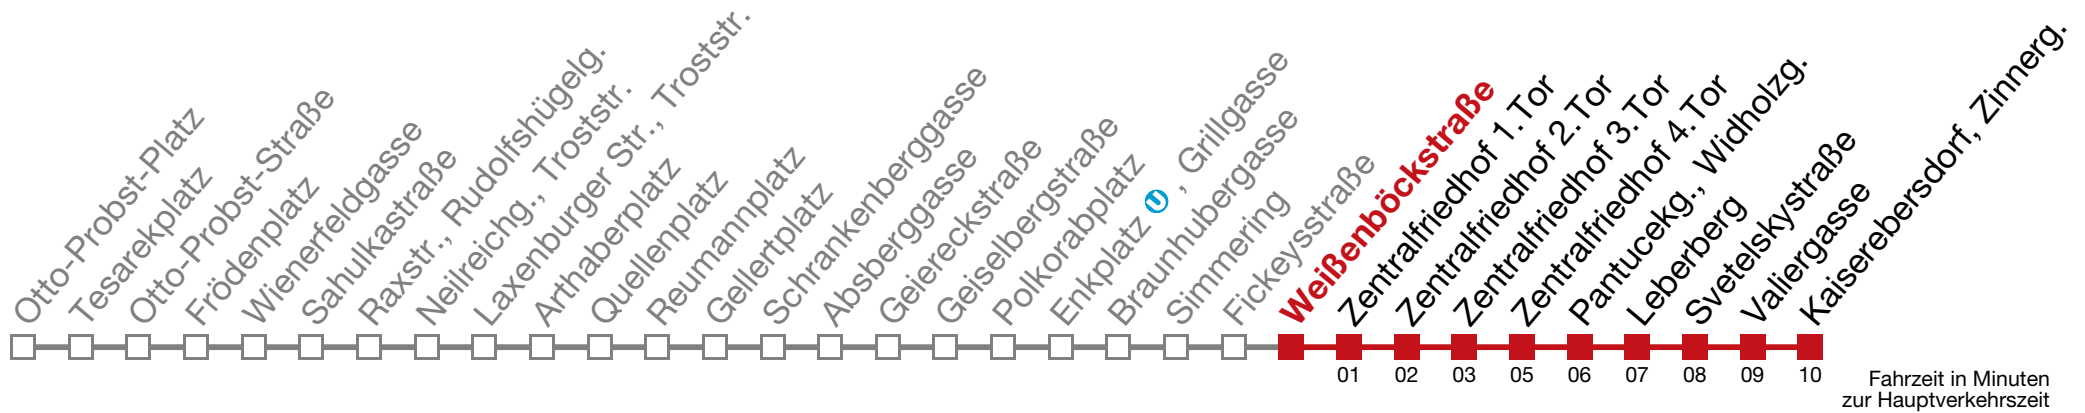 Otto-Probst-Platz
Tesarekplatz
Otto-Probst-Straße
Frödenplatz
Wienerfeldgasse
Sahulkastraße
Raxstr., Rudolfshügelg.
Neilreichg., Troststr.
Laxenburger Str., Troststr.
Arthaberplatz
Quellenplatz
Reumannplatz
Gellertplatz
Schrankenberggasse
Absberggasse
Geiereckstraße
Geiselbergstraße
Polkorabplatz
Enkplatz U, Grillgasse
Braunhubergasse
Simmering
Fickeysstraße
Weißenböckstraße
Zentralfriedhof 1.Tor
Zentralfriedhof 2.Tor
Zentralfriedhof 3.Tor
Zentralfriedhof 4.Tor
Pantucekg., Widholzg.
Leberberg
Svetelskystraße
Valiergasse
Kaiserebersdorf, Zinnerg.
01 02 03 05 06 07 08 09 10
Fahrzeit in Minuten
zur Hauptverkehrszeit